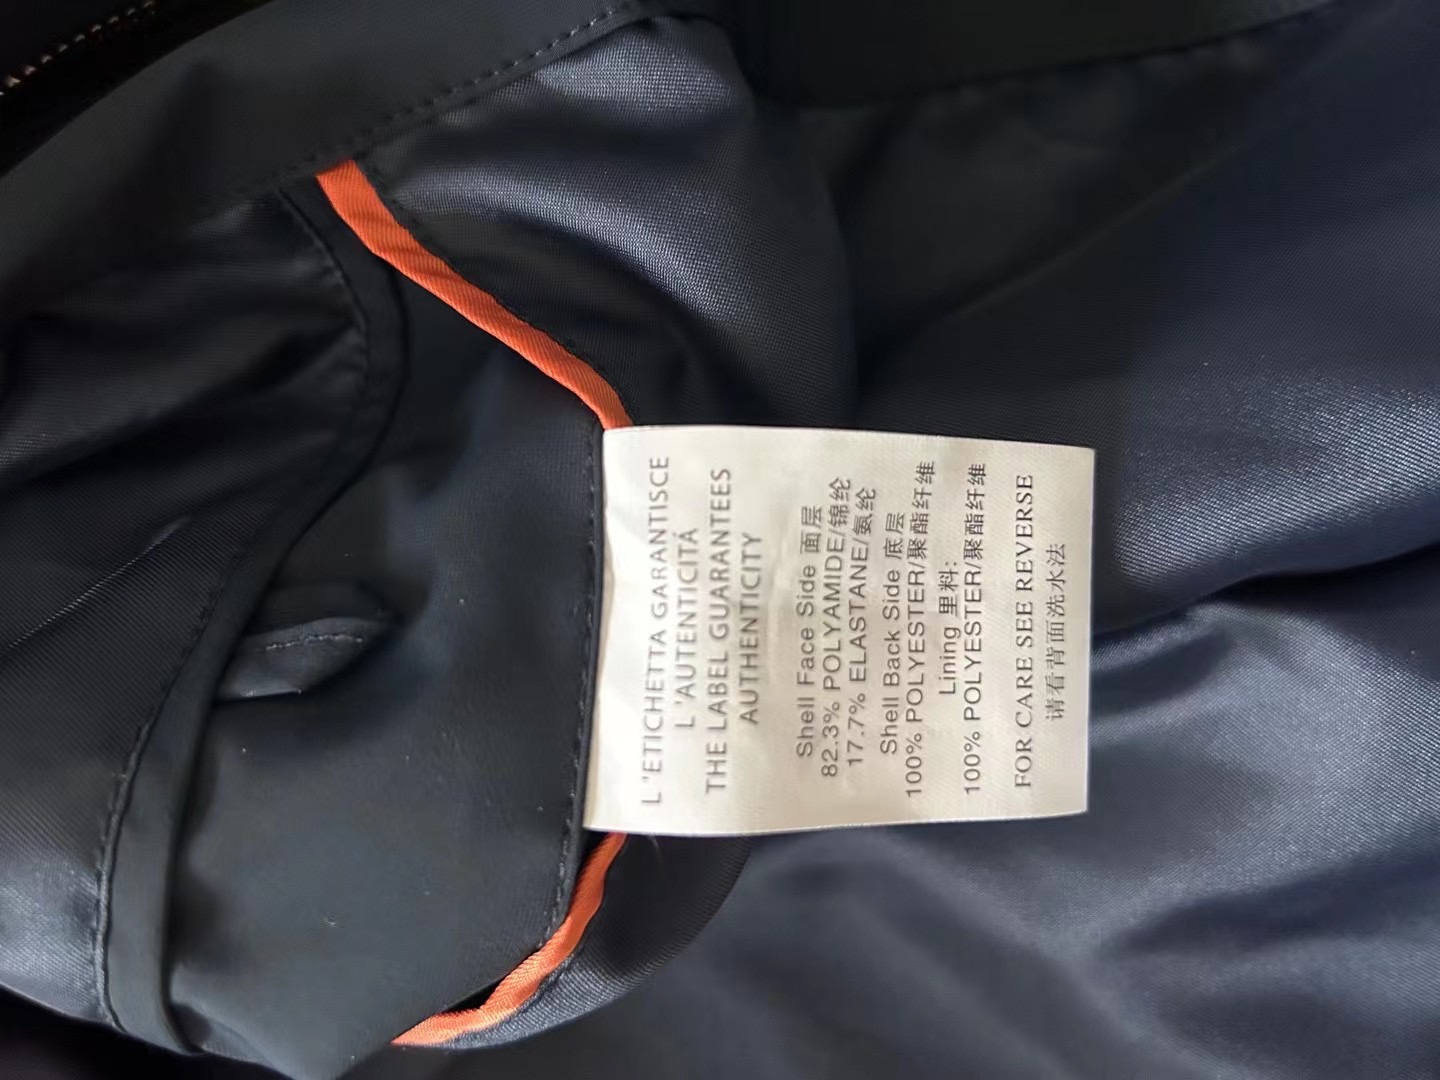 L'ETICHETTA GARANTISCE
L'AUTENTICITÁ
THE LABEL GUARANTEES
AUTHENTICITY
Shell Face Side 面层
82.3% POLYAMIDE/锦纶
17.7% ELASTANE/氨纶
Shell Back Side 底层
100% POLYESTER/聚酯纤维
Lining 里料:
100% POLYESTER/聚酯纤维
FOR CARE SEE REVERSE
请看背面洗水法